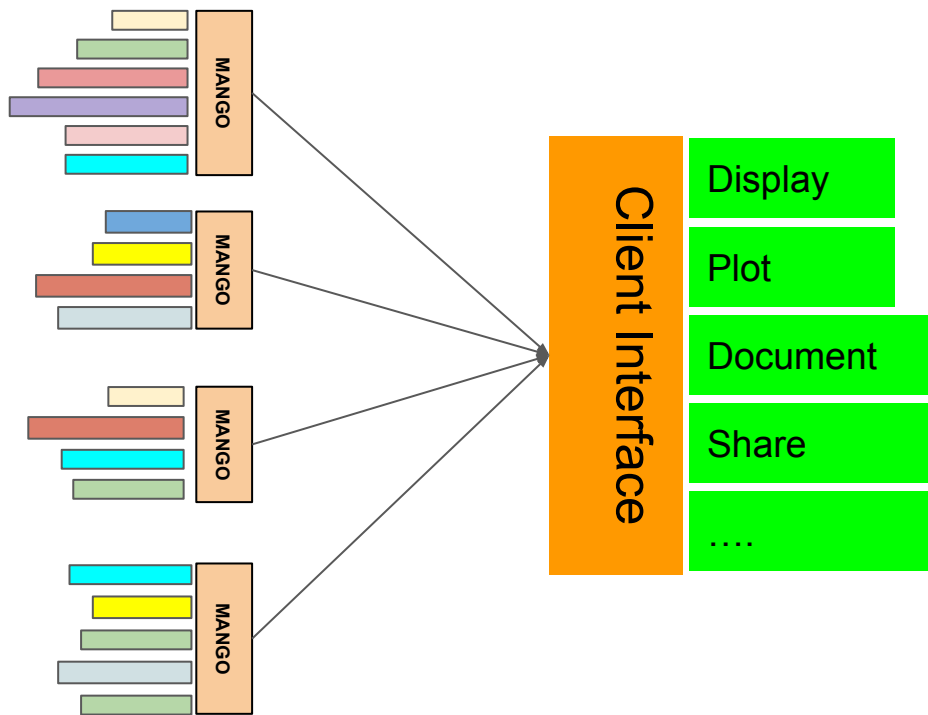 MANGO
MANGO
MANGO
MANGO
Client Interface
Display
Plot
Document
Share
....